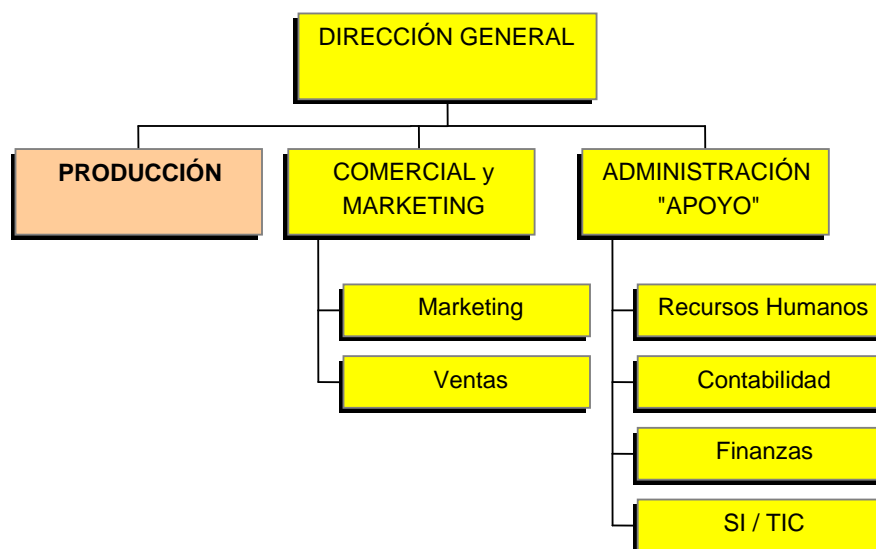 DIRECCIÓN GENERAL
PRODUCCIÓN
COMERCIAL y
MARKETING
ADMINISTRACIÓN
"APOYO"
Marketing
Ventas
Recursos Humanos
Contabilidad
Finanzas
SI / TIC